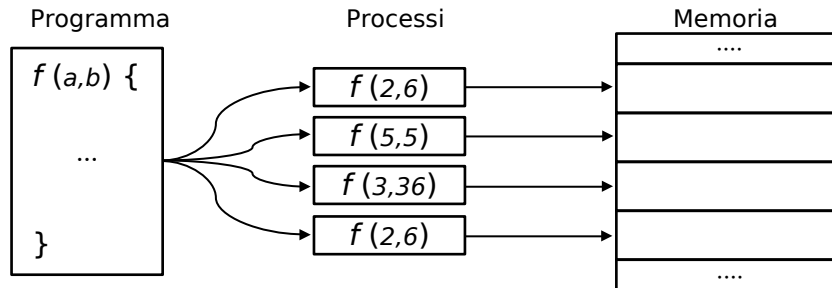 Programma
Processi
Memoria
f (a,b) {
...
}
f (2,6)
f (5,5)
f (3,36)
f (2,6)
....
....